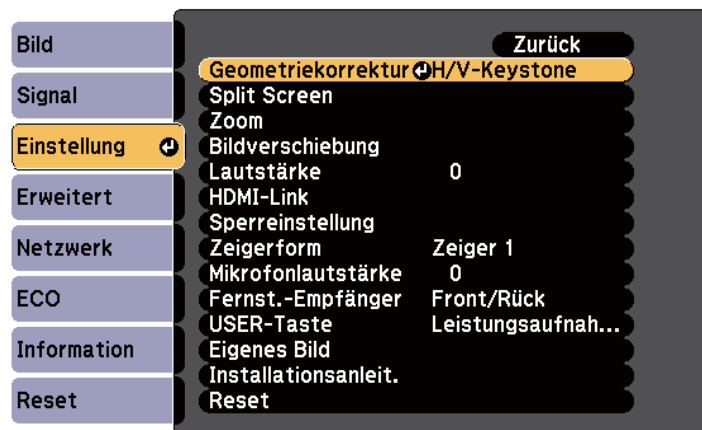 Bild
Signal
Einstellung
Erweitert
Netzwerk
ECO
Information
Reset
Zurück
Geometriekorrektur H/V-Keystone
Split Screen
Zoom
Bildverschiebung
Lautstärke 0
HDMI-Link
Sperreinstellung
Zeigerform Zeiger 1
Mikrofonlautstärke 0
Fernst.-Empfänger Front/Rück
USER-Taste Leistungsaufnah...
Eigenes Bild
Installationsanleit.
Reset